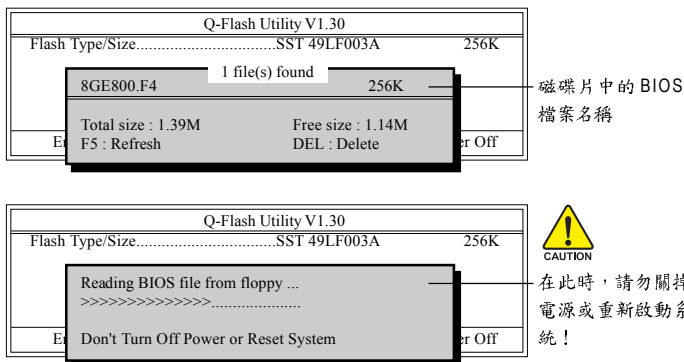 Q-Flash Utility V1.30
Flash Type/Size.................................SST 49LF003A 256K
1 file(s) found
8GE800.F4 256K
磁碟片中的 BIOS
檔案名稱
Total size : 1.39M Free size : 1.14M
F5 : Refresh DEL : Delete
Q-Flash Utility V1.30
Flash Type/Size.................................SST 49LF003A 256K
CAUTION
Reading BIOS file from floppy ...
>>>>>>>>>>>>>>.....................
在此時，請勿關掉
電源或重新啟動系
統！
Don't Turn Off Power or Reset System